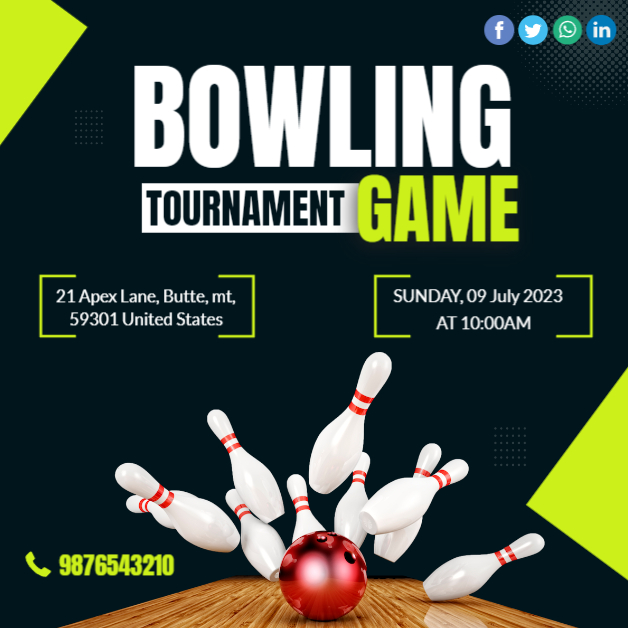 BOWLING
TOURNAMENT GAME
21 Apex Lane, Butte, mt,
59301 United States
SUNDAY, 09 July 2023
AT 10:00AM
9876543210